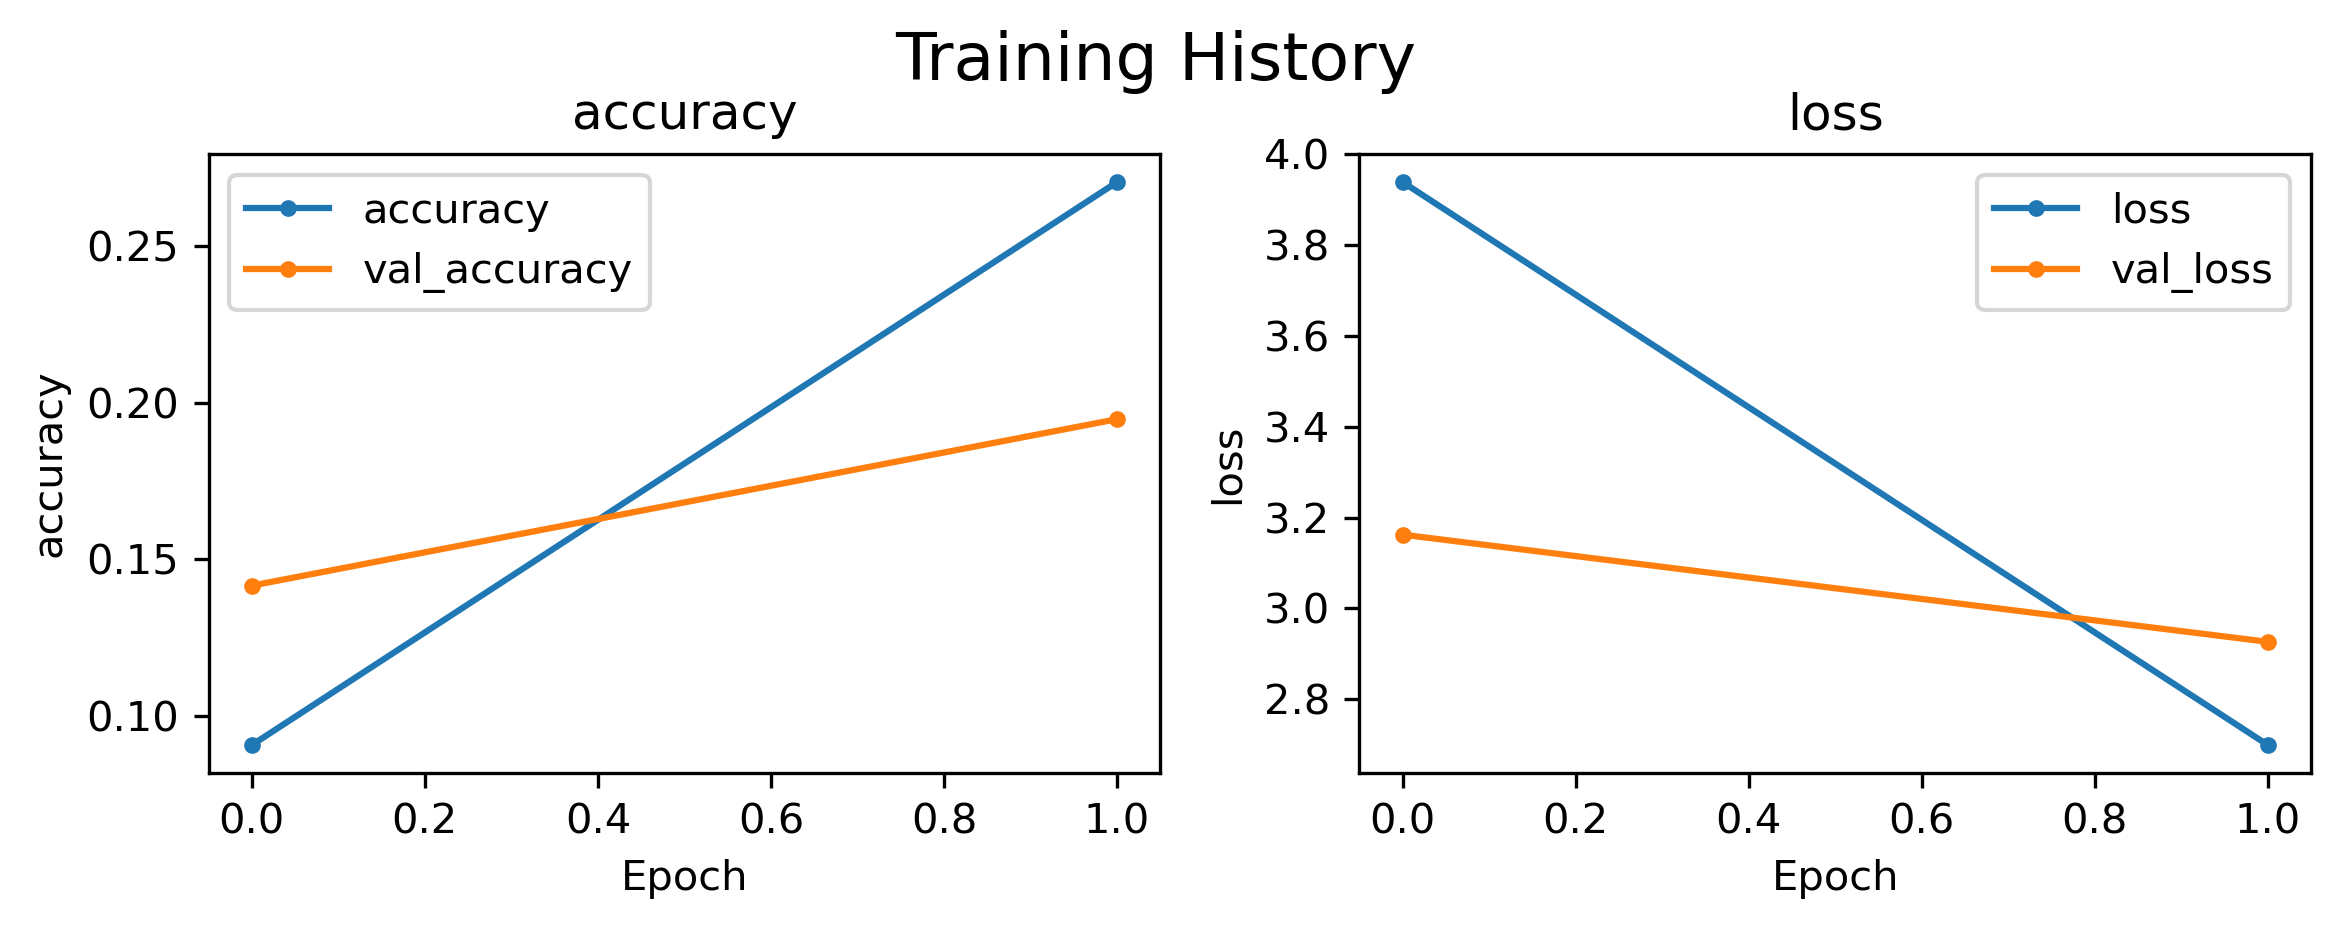 Training History
accuracy
accuracy
val_accuracy
accuracy
0.25
0.20
0.15
0.10
0.0 0.2 0.4 0.6 0.8 1.0
Epoch
loss
loss
val_loss
loss
4.0
3.8
3.6
3.4
3.2
3.0
2.8
0.0 0.2 0.4 0.6 0.8 1.0
Epoch